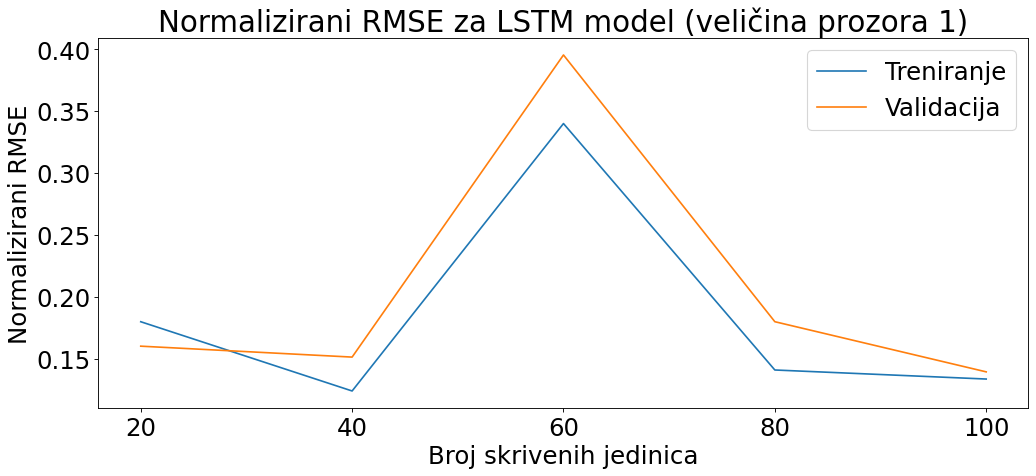 Normalizirani RMSE za LSTM model (veličina prozora 1)
Treniranje
Validacija
Normalizirani RMSE
0.40
0.35
0.30
0.25
0.20
0.15
20 40 60 80 100
Broj skrivenih jedinica